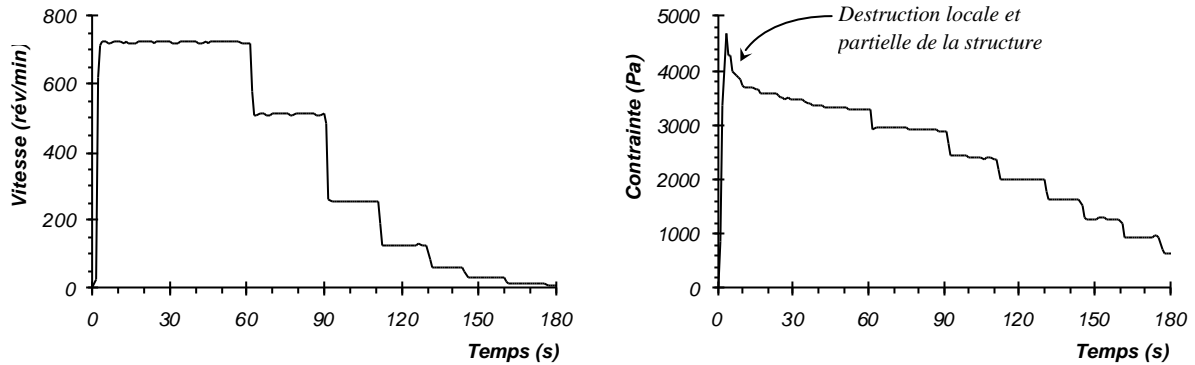 800
600
400
200
0
Vitesse (rév/min)
0 30 60 90 120 150 180
Temps (s)
5000
4000
3000
2000
1000
0
Contrainte (Pa)
Destruction locale et
partielle de la structure
0 30 60 90 120 150 180
Temps (s)